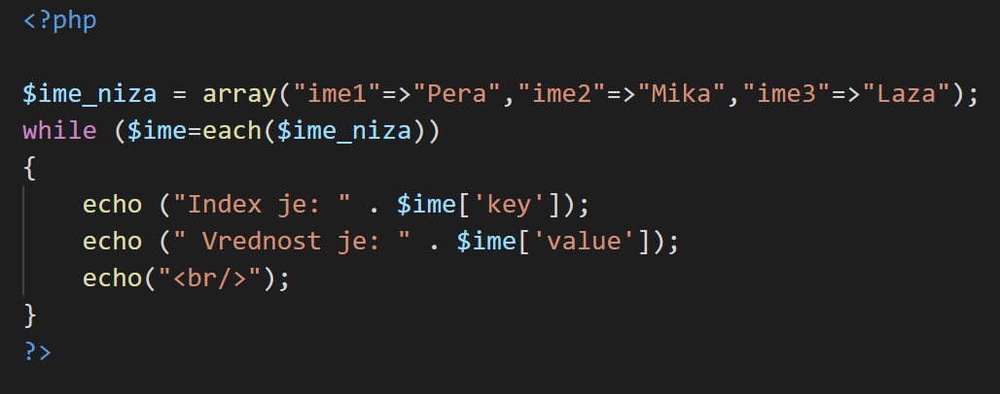 <?php
$ime_niza = array("ime1"=>"Pera","ime2"=>"Mika","ime3"=>"Laza");
while ($ime=each($ime_niza))
{
    echo ("Index je: " . $ime['key']);
    echo (" Vrednost je: " . $ime['value']);
    echo("<br/>");
}
?>